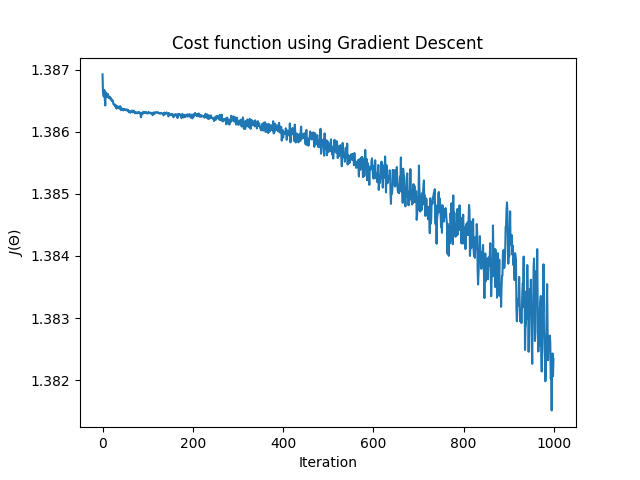 Cost function using Gradient Descent
1.387
1.386
1.385
1.384
1.383
1.382
J(Θ)
0 200 400 600 800 1000
Iteration